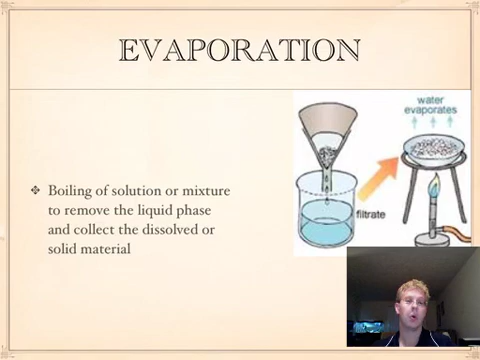 EVAPORATION
❖ Boiling of solution or mixture
to remove the liquid phase
and collect the dissolved or
solid material
water
evaporates
filtrate